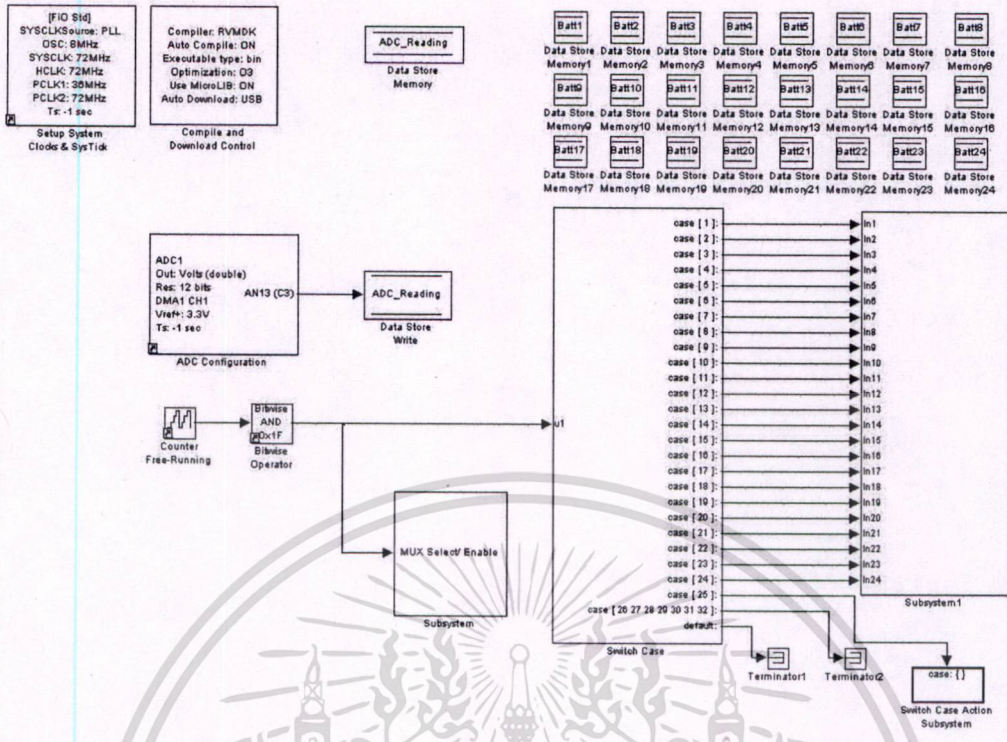 [FiO Std]
SYSCLKSource: PLL
OSC: 8MHz
SYSCLK: 72MHz
HCLK: 72MHz
PCLK1: 36MHz
PCLK2: 72MHz
Ts: -1 sec
Setup System
Clocks & SysTick
Compiler: RVMDK
Auto Compile: ON
Executable type: bin
Optimization: O3
Use MicroLIB: ON
Auto Download: USB
Compile and
Download Control
ADC_Reading
Data Store
Memory
Batt1 Batt2 Batt3 Batt4 Batt5 Batt6 Batt7 Batt8
Data Store Data Store Data Store Data Store Data Store Data Store Data Store Data Store
Memory1 Memory2 Memory3 Memory4 Memory5 Memory6 Memory7 Memory8
Batt9 Batt10 Batt11 Batt12 Batt13 Batt14 Batt15 Batt16
Data Store Data Store Data Store Data Store Data Store Data Store Data Store Data Store
Memory9 Memory10 Memory11 Memory12 Memory13 Memory14 Memory15 Memory16
Batt17 Batt18 Batt19 Batt20 Batt21 Batt22 Batt23 Batt24
Data Store Data Store Data Store Data Store Data Store Data Store Data Store Data Store
Memory17 Memory18 Memory19 Memory20 Memory21 Memory22 Memory23 Memory24
ADC1
Out: Volts (double)
Res: 12 bits
DMA1 CH1
Vref+: 3.3V
Ts: -1 sec
AN13 (C3)
ADC Configuration
ADC_Reading
Data Store
Write
Counter
Free-Running
Bitwise
AND
0x1F
Bitwise
Operator
MUX Select/ Enable
Subsystem
u1
case [ 1 ]:
case [ 2 ]:
case [ 3 ]:
case [ 4 ]:
case [ 5 ]:
case [ 6 ]:
case [ 7 ]:
case [ 8 ]:
case [ 9 ]:
case [ 10 ]:
case [ 11 ]:
case [ 12 ]:
case [ 13 ]:
case [ 14 ]:
case [ 15 ]:
case [ 16 ]:
case [ 17 ]:
case [ 18 ]:
case [ 19 ]:
case [ 20 ]:
case [ 21 ]:
case [ 22 ]:
case [ 23 ]:
case [ 24 ]:
case [ 25 ]:
case [ 26 27 28 29 30 31 32 ]:
default:
Switch Case
In1
In2
In3
In4
In5
In6
In7
In8
In9
In10
In11
In12
In13
In14
In15
In16
In17
In18
In19
In20
In21
In22
In23
In24
Subsystem1
Terminator1
Terminator2
case: { }
Switch Case Action
Subsystem